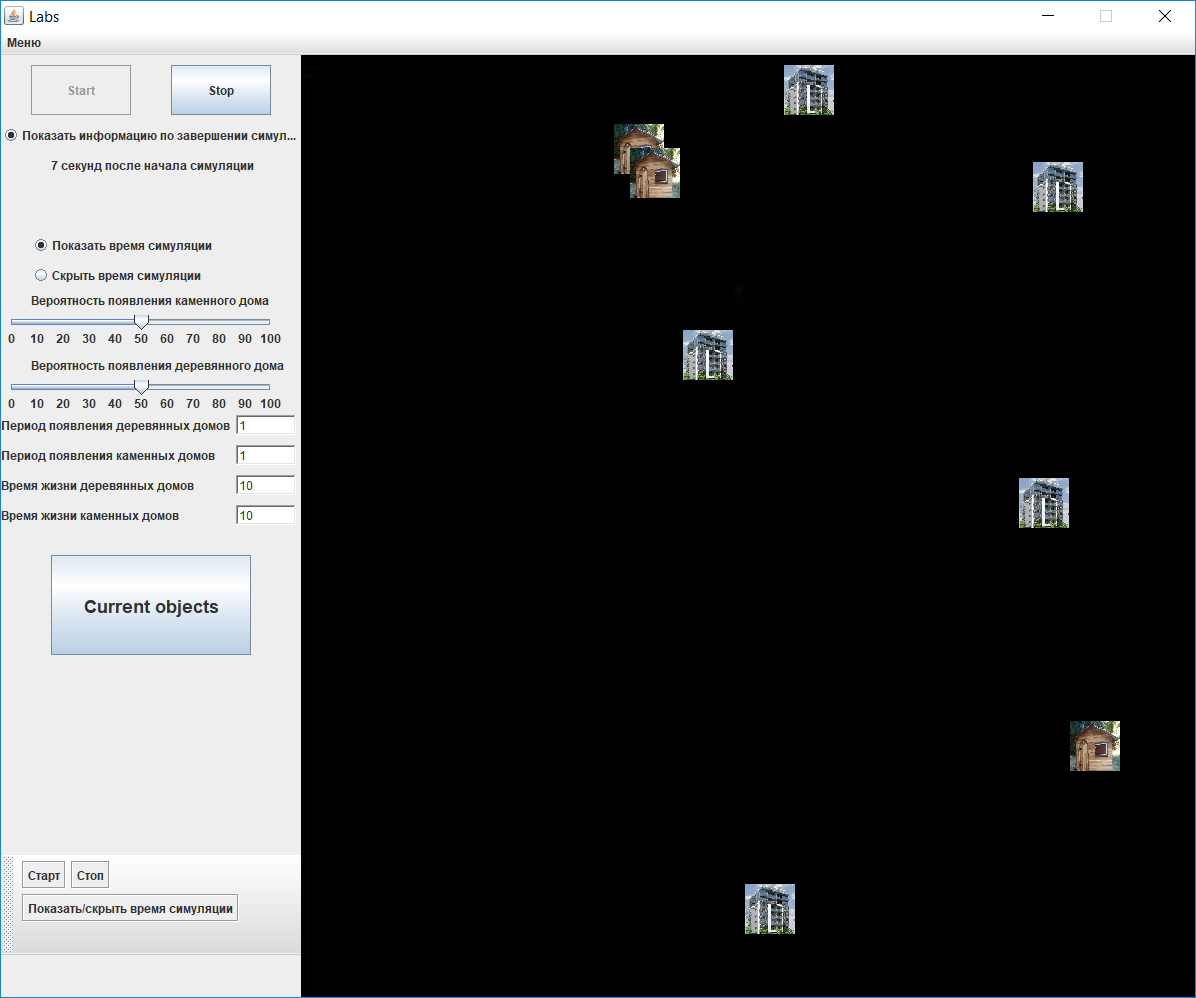 Labs
Меню
Start
Stop
Показать информацию по завершении симул...
7 секунд после начала симуляции
Показать время симуляции
Скрыть время симуляции
Вероятность появления каменного дома
0 10 20 30 40 50 60 70 80 90 100
Вероятность появления деревянного дома
0 10 20 30 40 50 60 70 80 90 100
Период появления деревянных домов 1
Период появления каменных домов 1
Время жизни деревянных домов 10
Время жизни каменных домов 10
Current objects
Старт Стоп
Показать/скрыть время симуляции